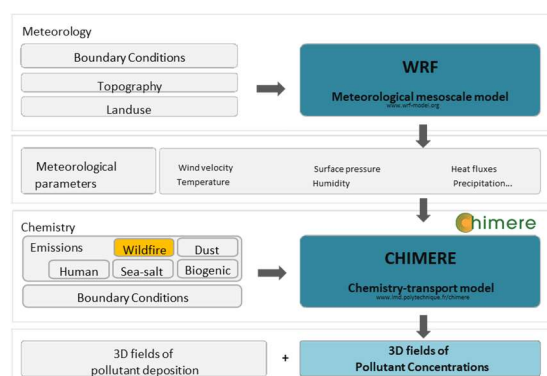 Meteorology
Boundary Conditions
Topography
Landuse
WRF
Meteorological mesoscale model
www.wrf-model.org
Meteorological
parameters
Wind velocity
Surface pressure
Heat fluxes
Temperature
Humidity
Precipitation...
Chimere
Chemistry
Emissions
Wildfire
Dust
Human
Sea-salt
Biogenic
Boundary Conditions
CHIMERE
Chemistry-transport model
www.lmd.polytechnique.fr/chimere
3D fields of
pollutant deposition
+
3D fields of
Pollutant Concentrations